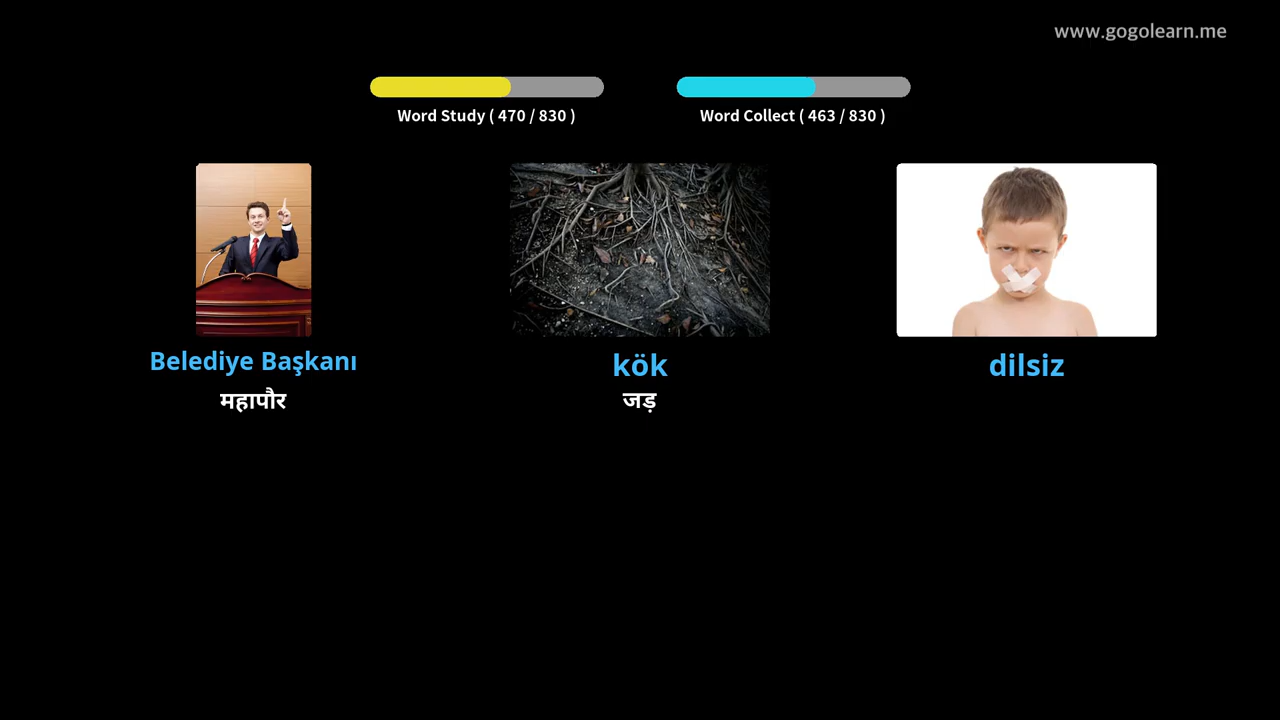 www.gogolearn.me
Word Study ( 470 / 830 )
Word Collect ( 463 / 830 )
Belediye Başkanı
महापौर
kök
जड़
dilsiz